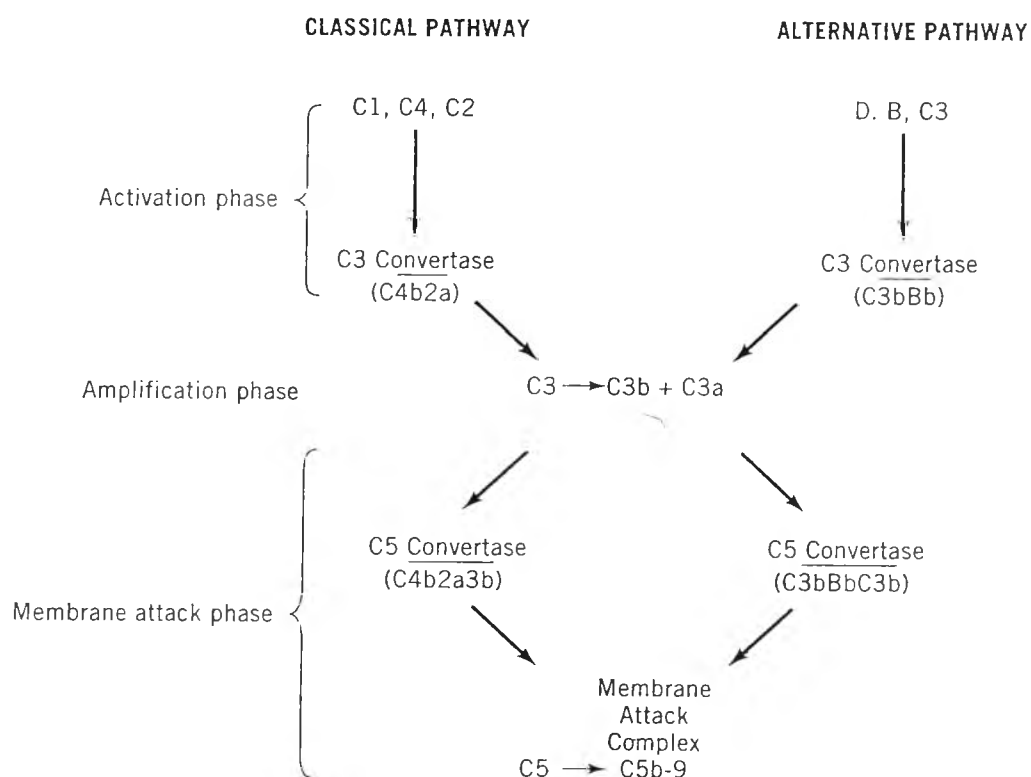 CLASSICAL PATHWAY
ALTERNATIVE PATHWAY
C1, C4, C2
D. B, C3
Activation phase
C3 Convertase
(C4b2a)
C3 Convertase
(C3bBb)
Amplification phase
C3 → C3b + C3a
C5 Convertase
(C4b2a3b)
C5 Convertase
(C3bBbC3b)
Membrane attack phase
Membrane
Attack
Complex
C5 → C5b-9